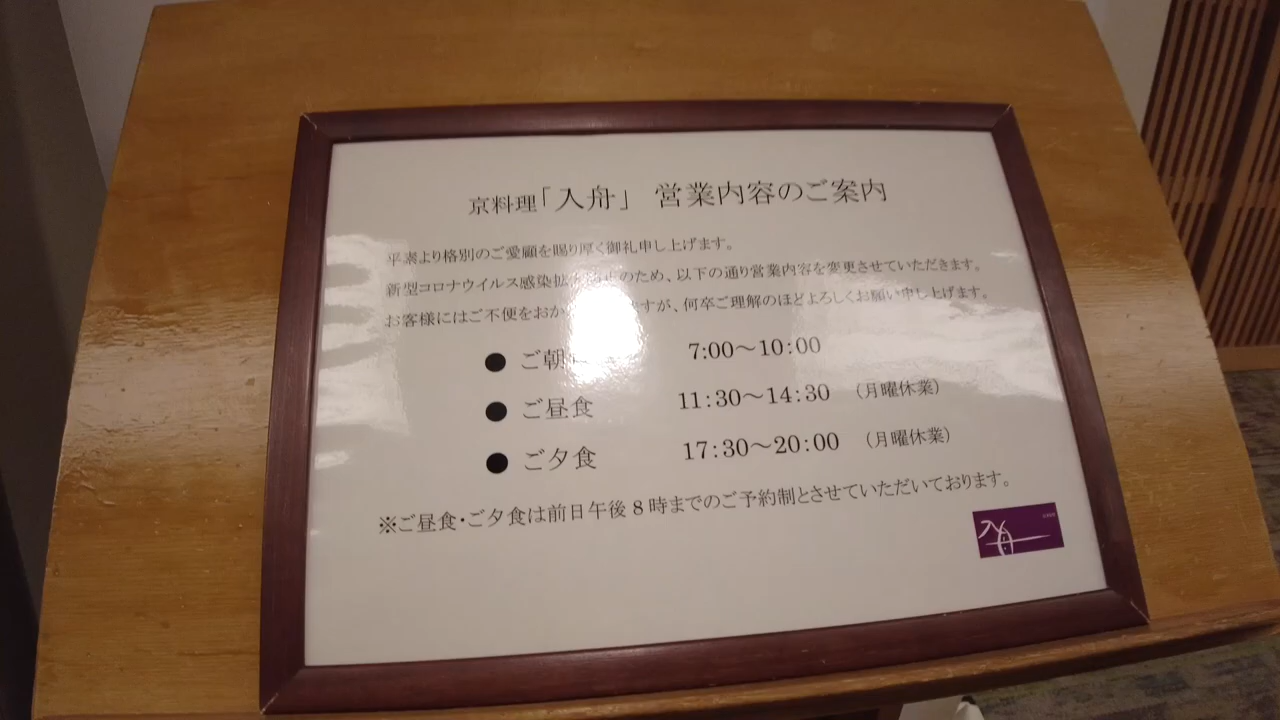 京料理「入舟」 営業内容のご案内
平素より格別のご愛顧を賜り厚く御礼申し上げます。
新型コロナウイルス感染拡 のため、以下の通り営業内容を変更させていただきます。
お客様にはご不便をおか ますが、何卒ご理解のほどよろしくお願い申し上げます。
● ご朝 7:00～10:00
● ご昼食 11:30～14:30 （月曜休業）
● ご夕食 17:30～20:00 （月曜休業）
※ご昼食・ご夕食は前日午後８時までのご予約制とさせていただいております。
入舟